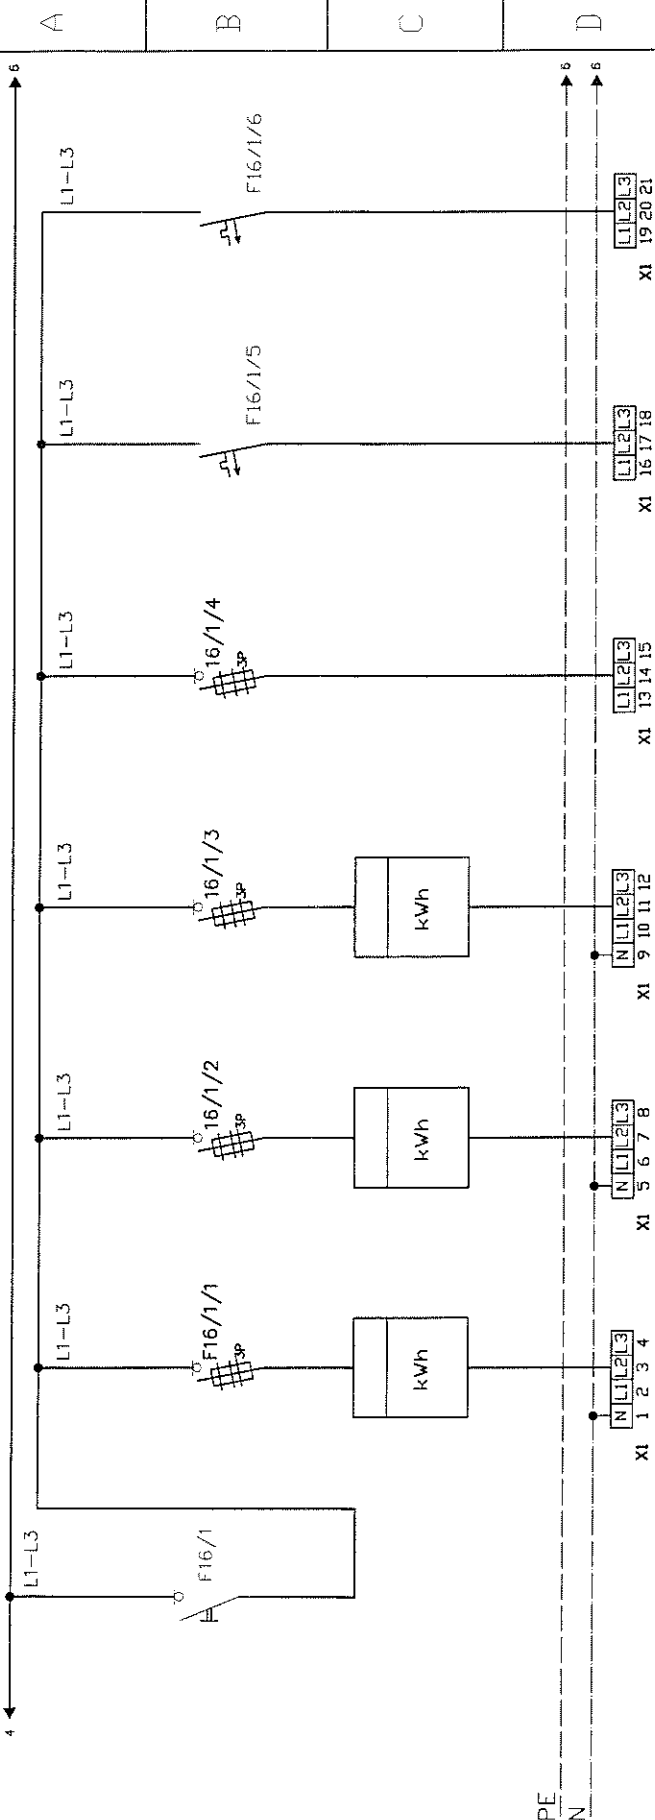 A
B
C
D
4
6
L1-L3
F16/1
L1-L3
F16/1/1
3P
kWh
L1-L3
16/1/2
3P
kWh
L1-L3
16/1/3
3P
kWh
L1-L3
16/1/4
3P
L1-L3
F16/1/5
L1-L3
F16/1/6
PE
6
N
6
N L1 L2 L3
X1 1 2 3 4
N L1 L2 L3
X1 5 6 7 8
N L1 L2 L3
X1 9 10 11 12
L1 L2 L3
X1 13 14 15
L1 L2 L3
X1 16 17 18
L1 L2 L3
X1 19 20 21